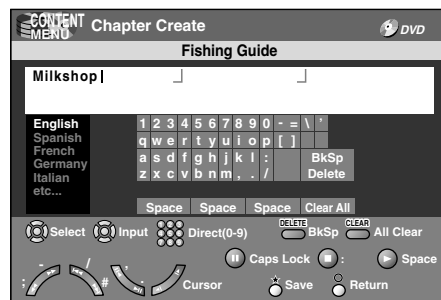 CONTENT MENU Chapter Create DVD
Fishing Guide
Milkshop
English 1 2 3 4 5 6 7 8 9 0 - = \ '
Spanish q w e r t y u i o p [ ]
French a s d f g h j k l : BkSp
Germany z x c v b n m , . / Delete
Italian
etc...
Space Space Space Clear All
Select Input Direct(0-9) DELETE BkSp CLEAR All Clear
Caps Lock : Space
; - / # , . Cursor Save Return